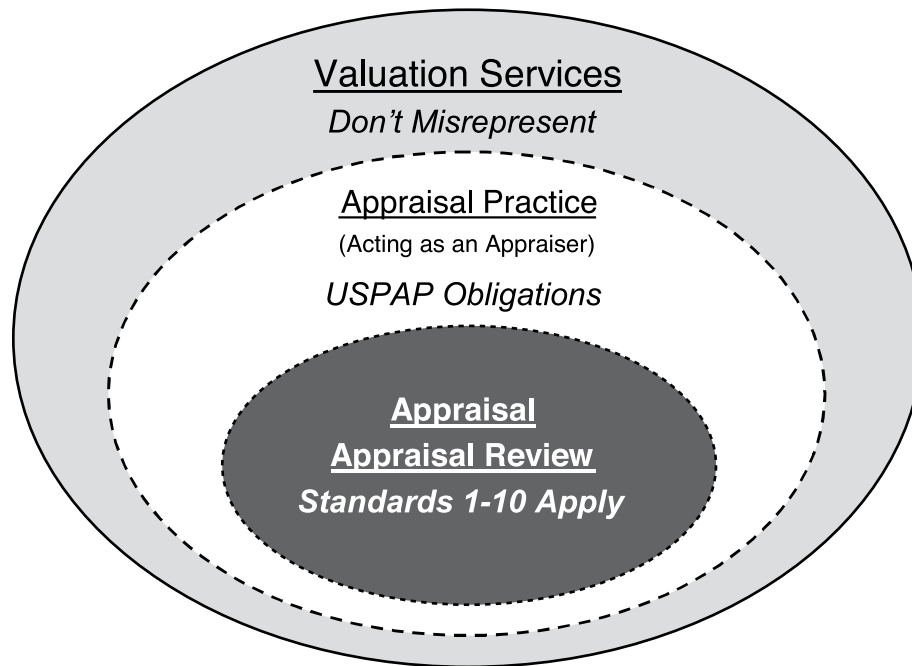 Valuation Services
Don't Misrepresent
Appraisal Practice
(Acting as an Appraiser)
USPAP Obligations
Appraisal
Appraisal Review
Standards 1-10 Apply